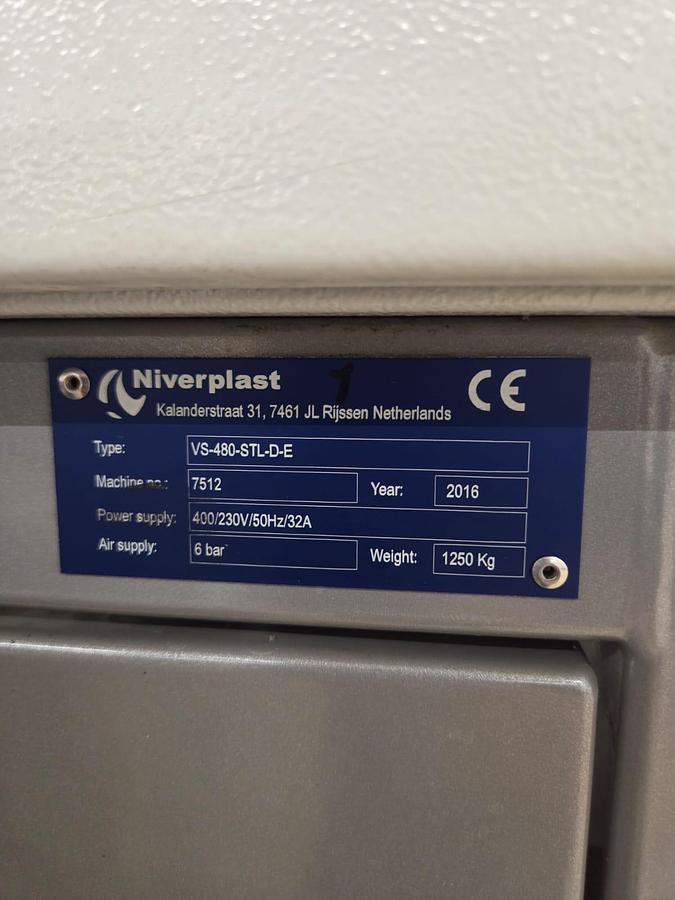 Niverplast 1
Kalanderstraat 31, 7461 JL Rijssen Netherlands
CE
Type: VS-480-STL-D-E
Machine no.: 7512 Year: 2016
Power supply: 400/230V/50Hz/32A
Air supply: 6 bar Weight: 1250 Kg